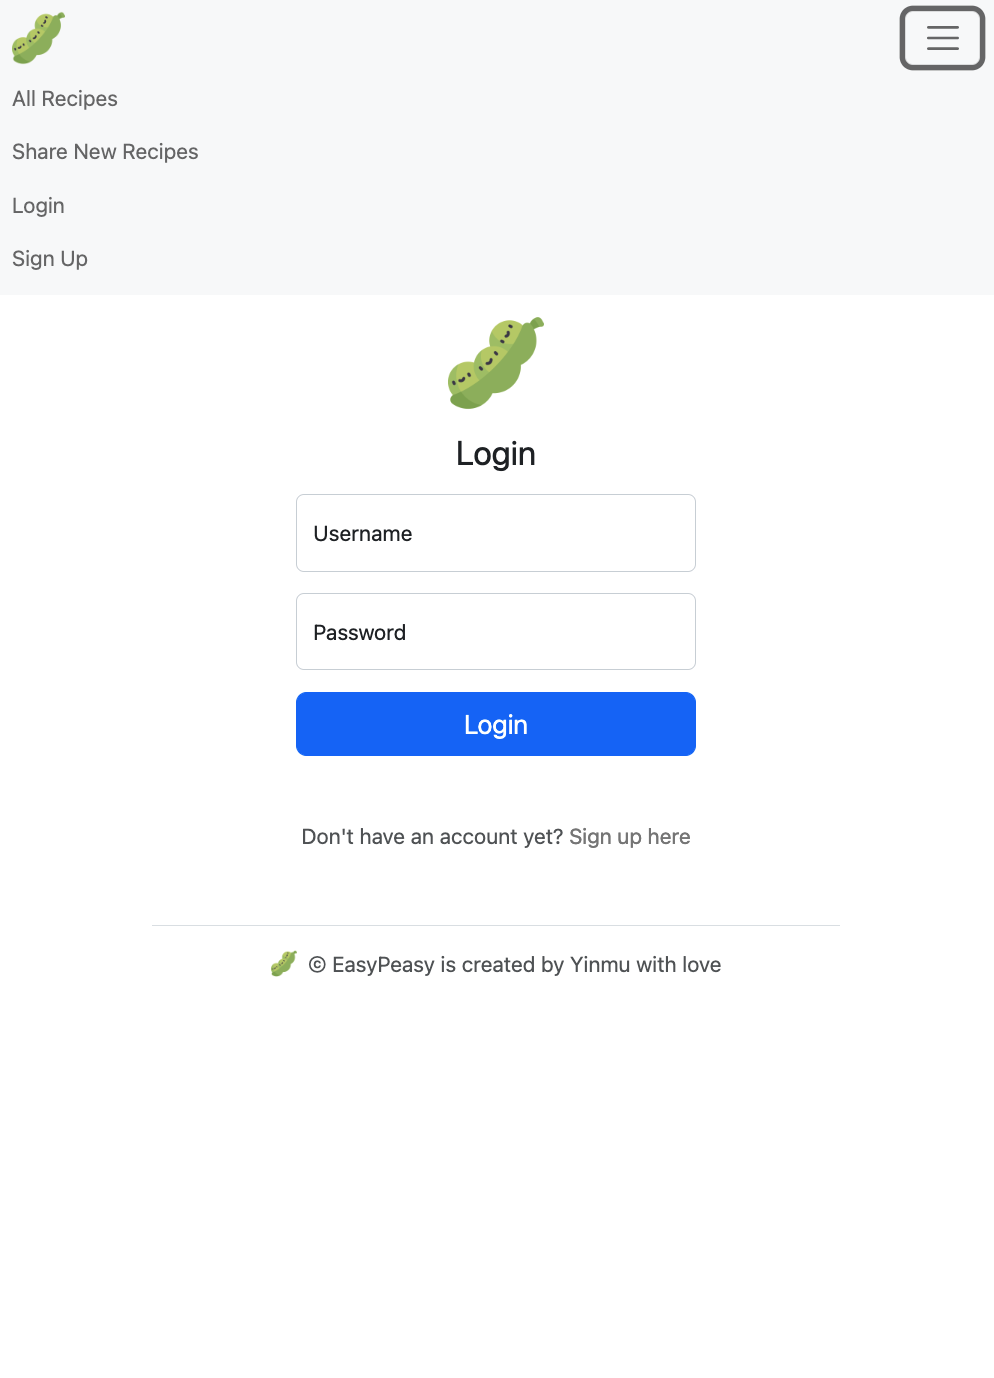 All Recipes
Share New Recipes
Login
Sign Up
Login
Username
Password
Login
Don't have an account yet? Sign up here
© EasyPeasy is created by Yinmu with love